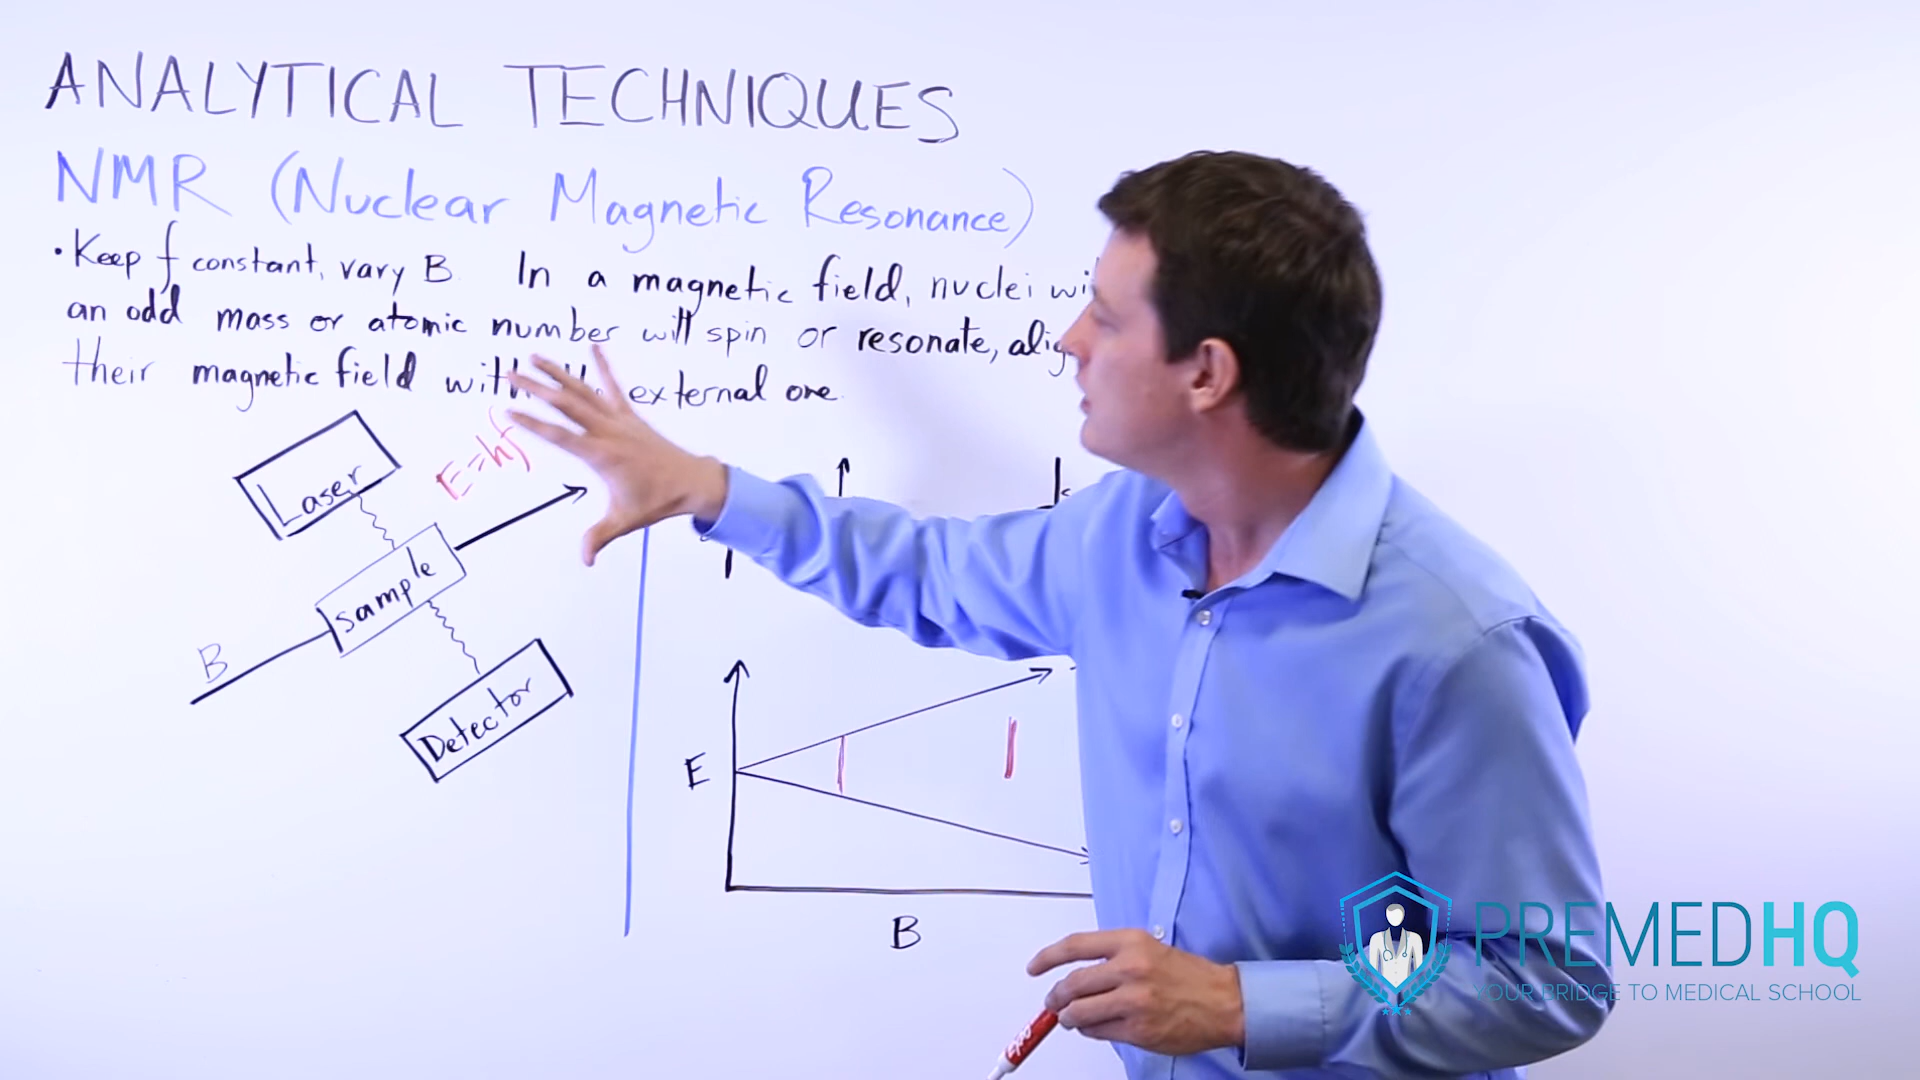 ANALYTICAL TECHNIQUES
NMR (Nuclear Magnetic Resonance)
• Keep f constant, vary B. In a magnetic field, nuclei
an odd mass or atomic number will spin or resonate,
their magnetic field external one.
Laser
E=hf
Sample
B
Detector
E
B
PREMEDHQ
YOUR BRIDGE TO MEDICAL SCHOOL
EXPO